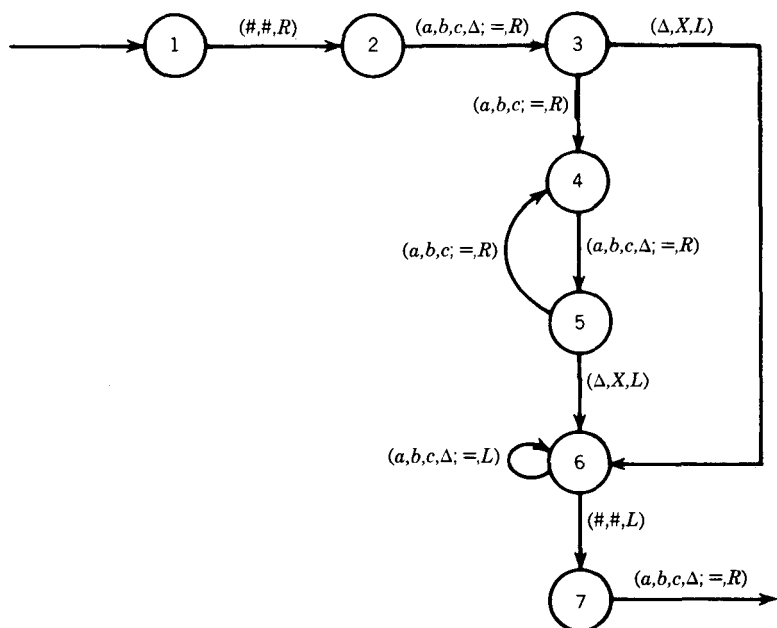 1 (#,#,R) 2 (a,b,c,Δ; =,R) 3 (Δ,X,L)
(a,b,c; =,R)
4
(a,b,c; =,R) (a,b,c,Δ; =,R)
5
(Δ,X,L)
(a,b,c,Δ; =,L) 6
(#,#,L)
7 (a,b,c,Δ; =,R)